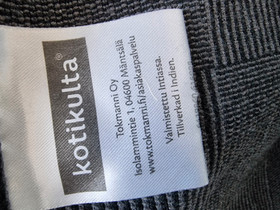 kotikulta®
Tokmanni Oy
Isolammintie 1, 04600 Mäntsälä
www.tokmanni.fi/asiakaspalvelu
Valmistettu Intiassa.
Tillverkad i Indien.